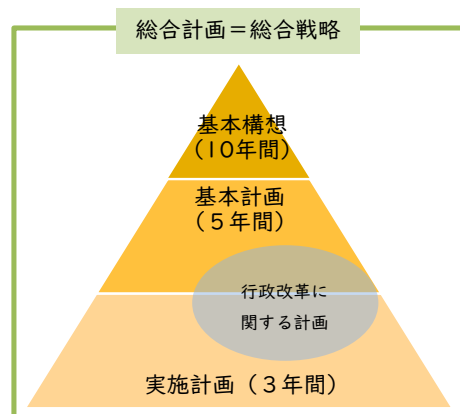 総合計画＝総合戦略
基本構想
（10年間）
基本計画
（５年間）
行政改革に
関する計画
実施計画（３年間）